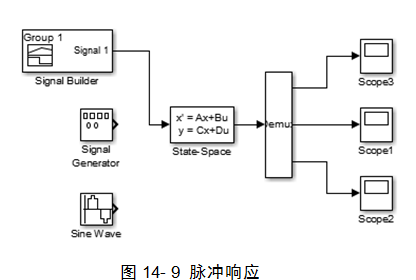 Group 1
Signal 1
Signal Builder
Signal
Generator
Sine Wave
x' = Ax+Bu
y = Cx+Du
State-Space
Demux
Scope3
Scope1
Scope2
图 14- 9 脉冲响应